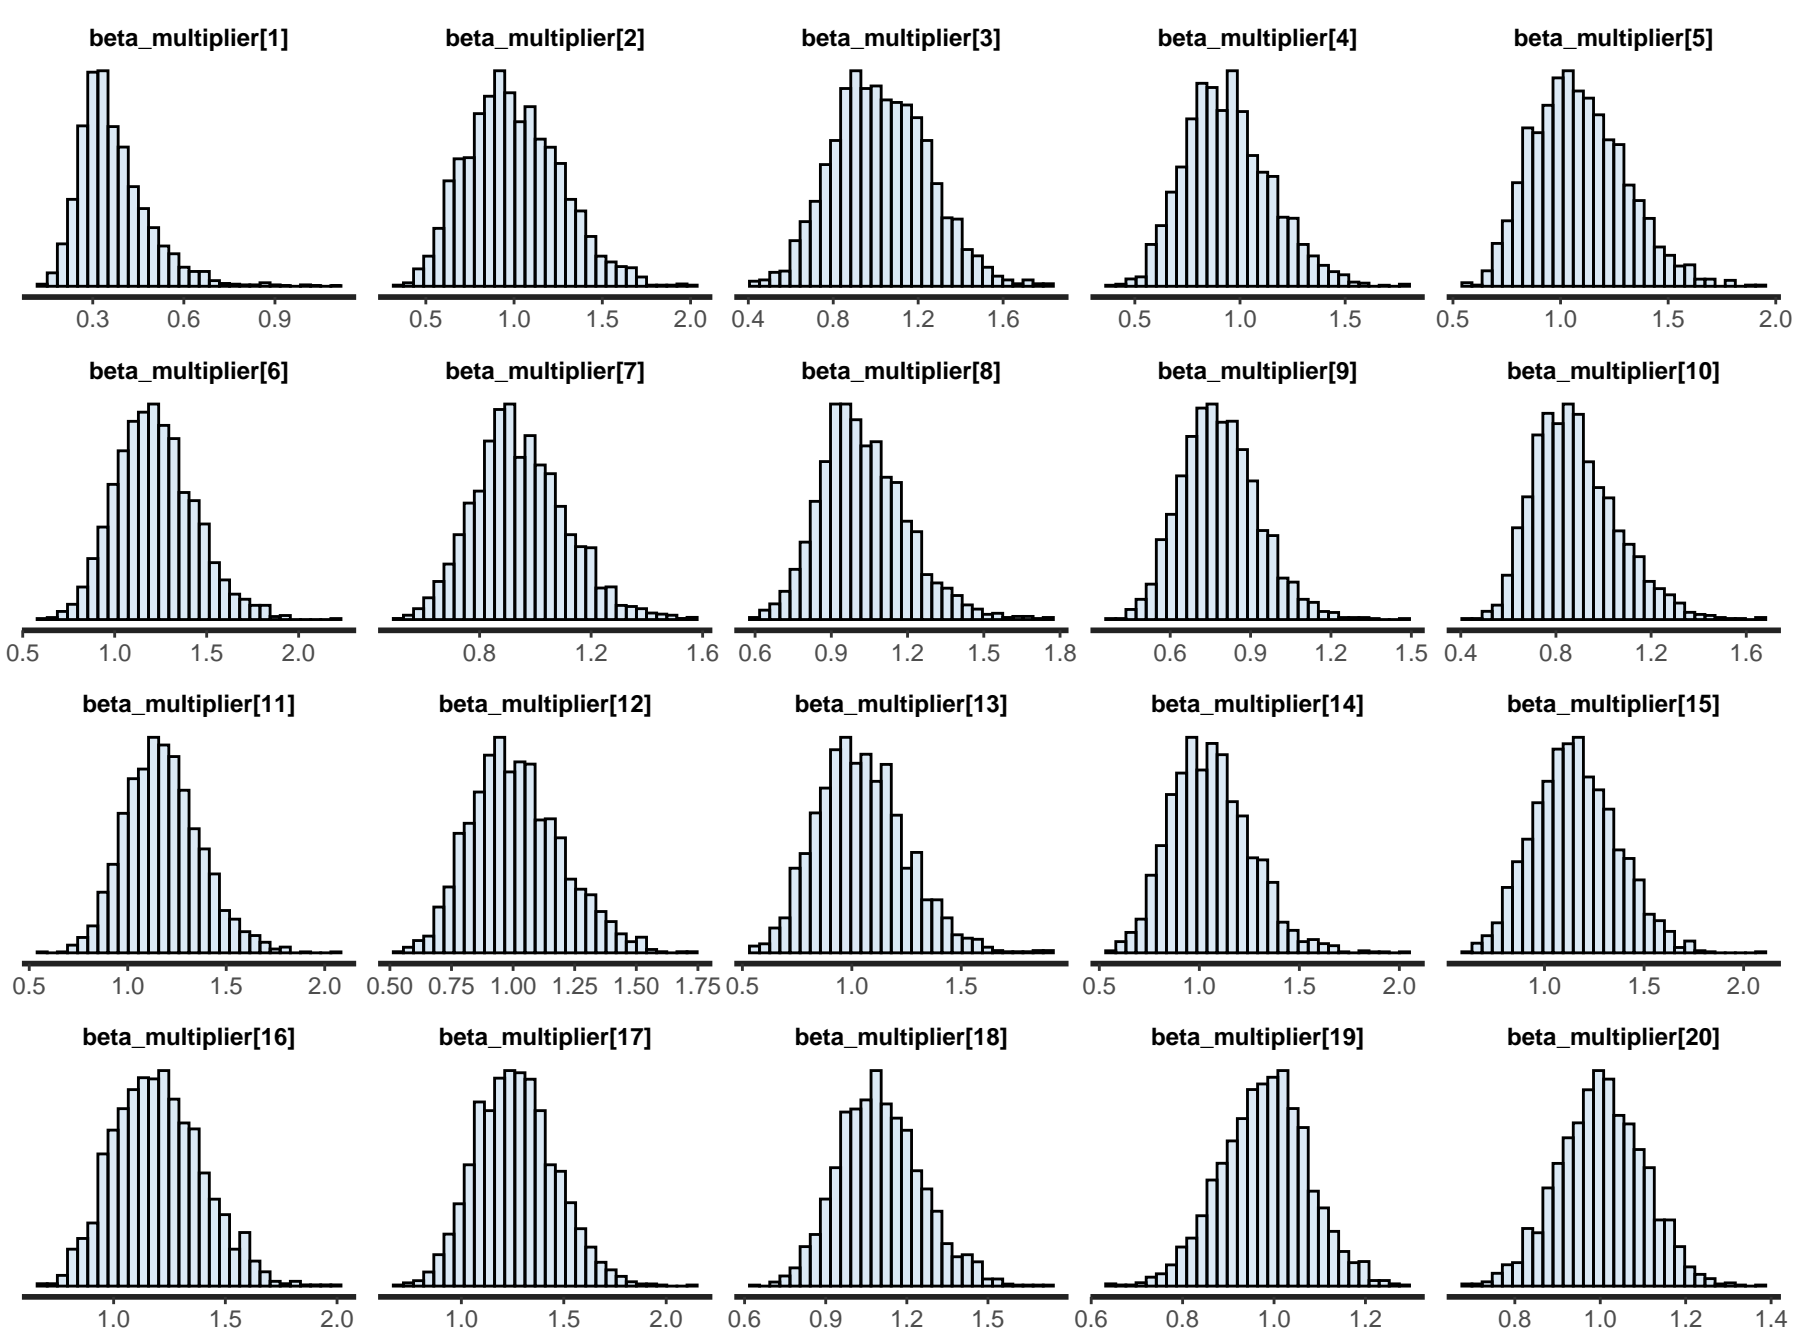 beta_multiplier[1] beta_multiplier[2] beta_multiplier[3] beta_multiplier[4] beta_multiplier[5]
0.3 0.6 0.9 0.5 1.0 1.5 2.0 0.4 0.8 1.2 1.6 0.5 1.0 1.5 0.5 1.0 1.5 2.0
beta_multiplier[6] beta_multiplier[7] beta_multiplier[8] beta_multiplier[9] beta_multiplier[10]
0.5 1.0 1.5 2.0 0.8 1.2 1.6 0.6 0.9 1.2 1.5 1.8 0.6 0.9 1.2 1.5 0.4 0.8 1.2 1.6
beta_multiplier[11] beta_multiplier[12] beta_multiplier[13] beta_multiplier[14] beta_multiplier[15]
0.5 1.0 1.5 2.0 0.50 0.75 1.00 1.25 1.50 1.75 0.5 1.0 1.5 0.5 1.0 1.5 2.0 1.0 1.5 2.0
beta_multiplier[16] beta_multiplier[17] beta_multiplier[18] beta_multiplier[19] beta_multiplier[20]
1.0 1.5 2.0 1.0 1.5 2.0 0.6 0.9 1.2 1.5 0.6 0.8 1.0 1.2 0.8 1.0 1.2 1.4